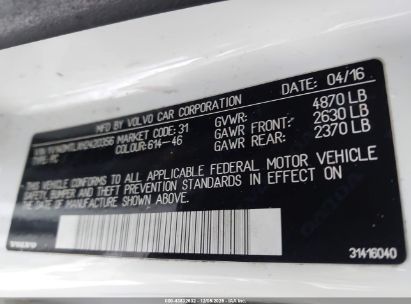 MFD BY VOLVO CAR CORPORATION
DATE: 04/16
MARKET CODE: 31
COLOUR:614-46
GVWR: 4870 LB
GAWR FRONT: 2630 LB
GAWR REAR: 2370 LB
THIS VEHICLE CONFORMS TO ALL APPLICABLE FEDERAL MOTOR VEHICLE
SAFETY, BUMPER AND THEFT PREVENTION STANDARDS IN EFFECT ON
DATE OF MANUFACTURE SHOWN ABOVE.
VOLVO
31416040